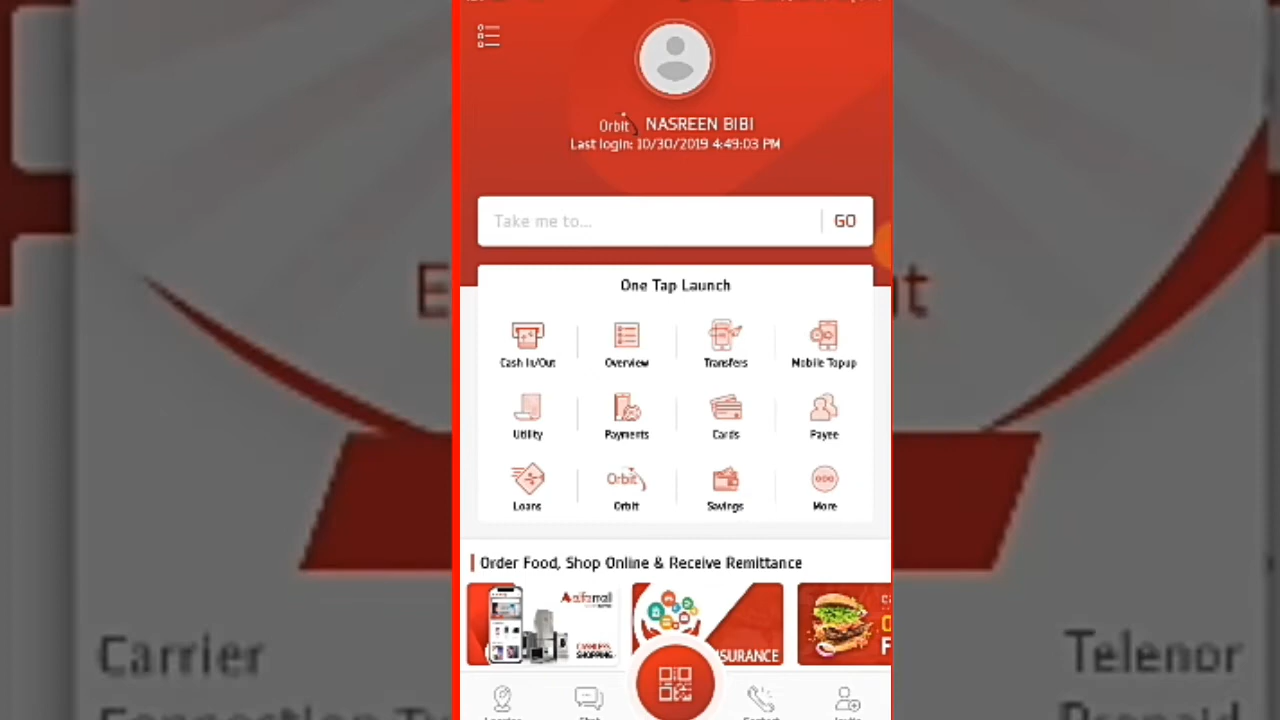 Orbit NASREEN BIBI
Last login: 10/30/2019 4:49:03 PM
Take me to... GO
One Tap Launch
Cash In/Out Overview Transfers Mobile Topup
Utility Payments Cards Payee
Loans Orbit Savings More
Orbit
Order Food, Shop Online & Receive Remittance
alfamall
CASHLESS
SHOPPING
Carrier Telenor